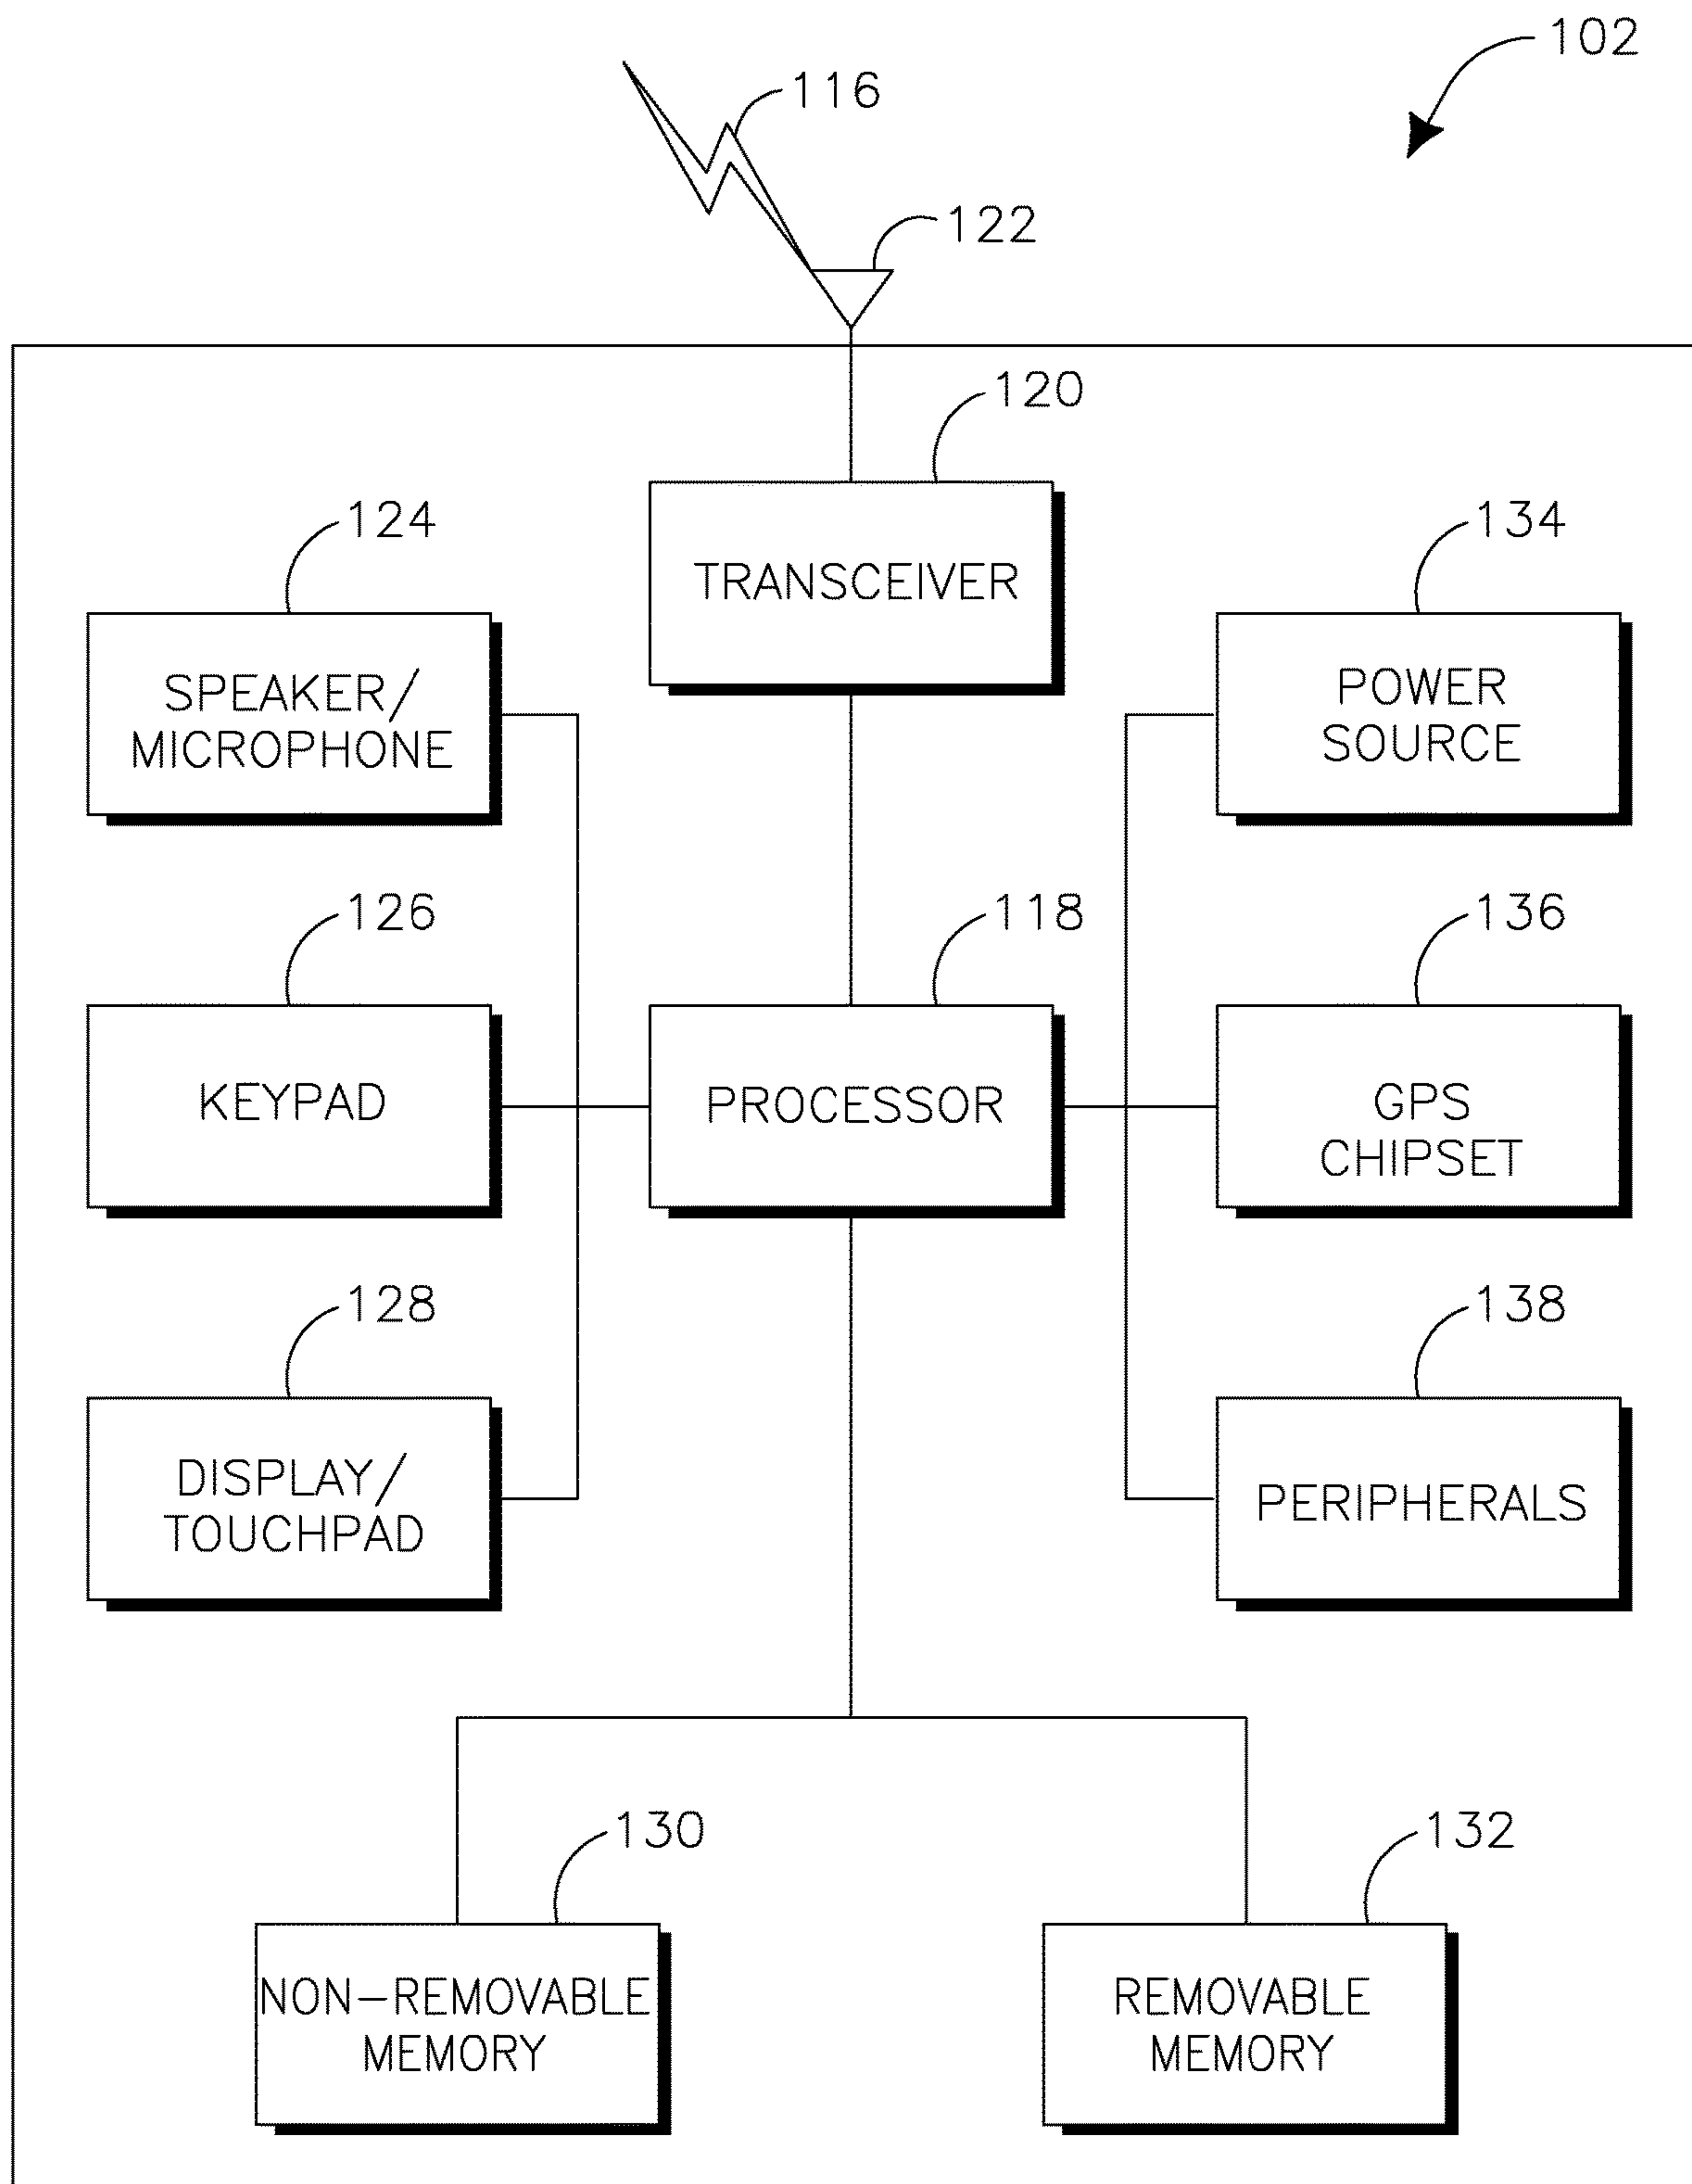 102
116
122
120
TRANSCEIVER
124
SPEAKER/
MICROPHONE
134
POWER
SOURCE
126
KEYPAD
118
PROCESSOR
136
GPS
CHIPSET
128
DISPLAY/
TOUCHPAD
138
PERIPHERALS
130
NON-REMOVABLE
MEMORY
132
REMOVABLE
MEMORY